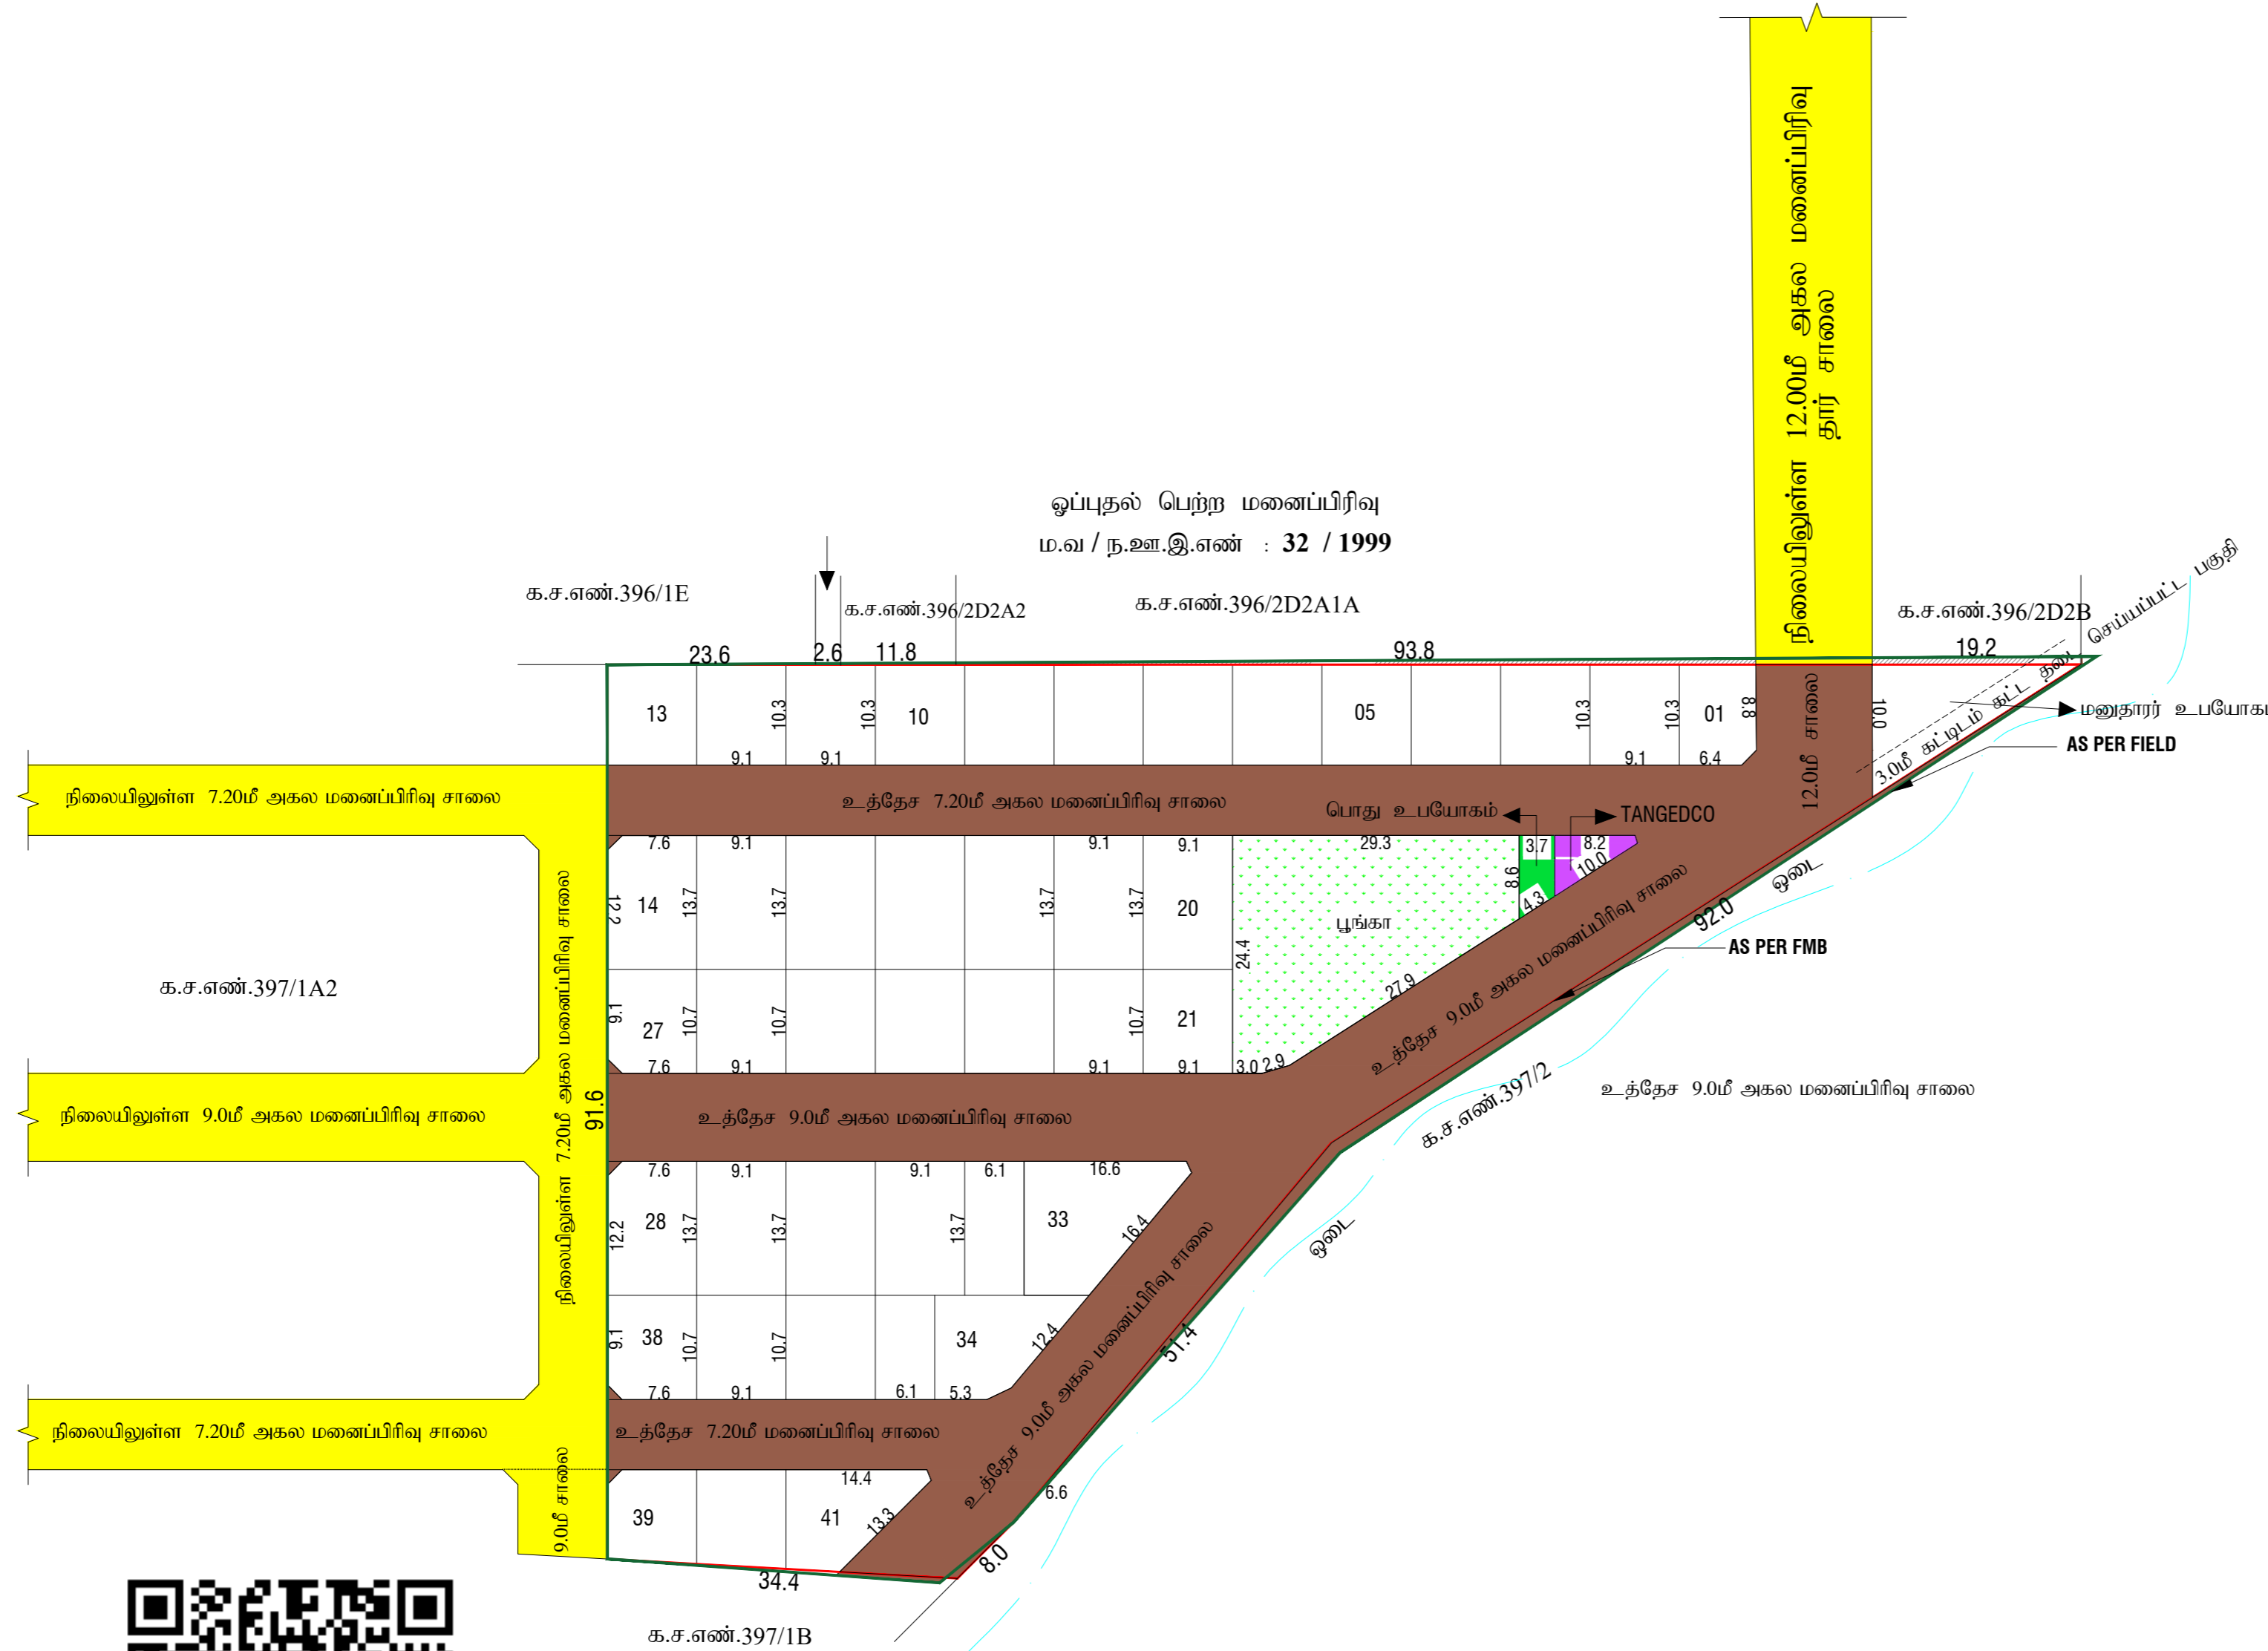 நிலையிலுள்ள 12.00மீ அகல மனைப்பிரிவு
தார் சாலை
ஒப்புதல் பெற்ற மனைப்பிரிவு
ம.வ / ந.ஊ.இ.எண் : 32 / 1999
க.ச.எண்.396/1E
க.ச.எண்.396/2D2A2
க.ச.எண்.396/2D2A1A
க.ச.எண்.396/2D2B
செய்யப்பட்ட பகுதி
23.6
2.6
11.8
93.8
19.2
13
10.3
10.3
10
05
10.3
10.3
01
8.8
12.0மீ சாலை
10.0
3.0மீ கட்டிடம் கட்ட தடை
மனுதாரர் உபயோகம்
AS PER FIELD
9.1
9.1
9.1
6.4
நிலையிலுள்ள 7.20மீ அகல மனைப்பிரிவு சாலை
உத்தேச 7.20மீ அகல மனைப்பிரிவு சாலை
பொது உபயோகம்
TANGEDCO
7.6
9.1
9.1
9.1
29.3
3.7
8.2
10.0
8.6
4.3
12.2
14
13.7
13.7
13.7
13.7
20
24.4
பூங்கா
27.9
உத்தேச 9.0மீ அகல மனைப்பிரிவு சாலை
ஓடை
92.0
AS PER FMB
க.ச.எண்.397/1A2
நிலையிலுள்ள 7.20மீ அகல மனைப்பிரிவு சாலை
91.6
9.1
27
10.7
10.7
10.7
21
7.6
9.1
9.1
9.1
3.0
2.9
க.ச.எண்.397/2
உத்தேச 9.0மீ அகல மனைப்பிரிவு சாலை
நிலையிலுள்ள 9.0மீ அகல மனைப்பிரிவு சாலை
உத்தேச 9.0மீ அகல மனைப்பிரிவு சாலை
7.6
9.1
9.1
6.1
16.6
12.2
28
13.7
13.7
13.7
33
16.4
ஓடை
உத்தேச 9.0மீ அகல மனைப்பிரிவு சாலை
51.4
9.1
38
10.7
10.7
34
12.4
7.6
9.1
6.1
5.3
நிலையிலுள்ள 7.20மீ அகல மனைப்பிரிவு சாலை
உத்தேச 7.20மீ மனைப்பிரிவு சாலை
9.0மீ சாலை
14.4
6.6
39
41
13.3
8.0
34.4
க.ச.எண்.397/1B